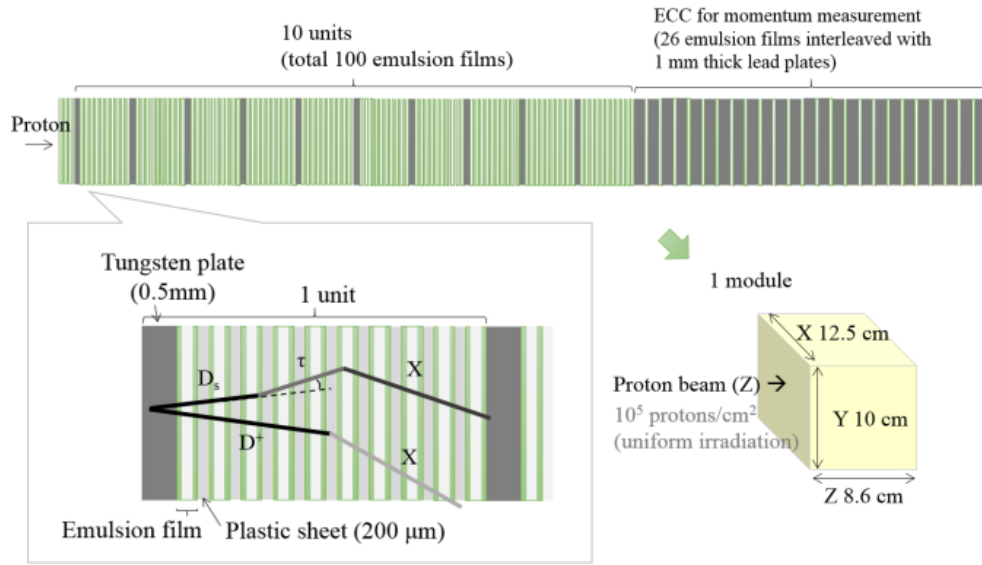 10 units
(total 100 emulsion films)
ECC for momentum measurement
(26 emulsion films interleaved with
1 mm thick lead plates)
Proton
Tungsten plate
(0.5mm)
1 unit
Dₛ
τ
X
D⁺
X
Emulsion film
Plastic sheet (200 μm)
1 module
X 12.5 cm
Proton beam (Z)
10⁵ protons/cm²
(uniform irradiation)
Y 10 cm
Z 8.6 cm